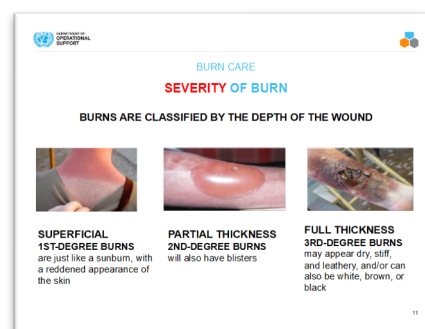 DEPARTMENT OF
OPERATIONAL
SUPPORT
BURN CARE
SEVERITY OF BURN
BURNS ARE CLASSIFIED BY THE DEPTH OF THE WOUND
SUPERFICIAL
1ST-DEGREE BURNS
are just like a sunburn, with
a reddened appearance of
the skin
PARTIAL THICKNESS
2ND-DEGREE BURNS
will also have blisters
FULL THICKNESS
3RD-DEGREE BURNS
may appear dry, stiff,
and leathery, and/or can
also be white, brown, or
black
11